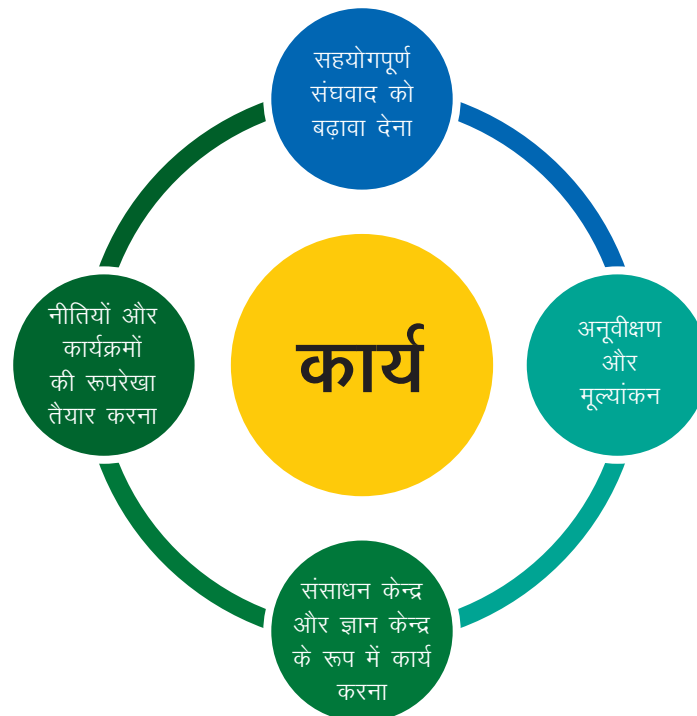 सहयोगपूर्ण
संघवाद को
बढ़ावा देना
नीतियों और
कार्यक्रमों
की रूपरेखा
तैयार करना
कार्य
अनूवीक्षण
और
मूल्यांकन
संसाधन केन्द्र
और ज्ञान केन्द्र
के रूप में कार्य
करना